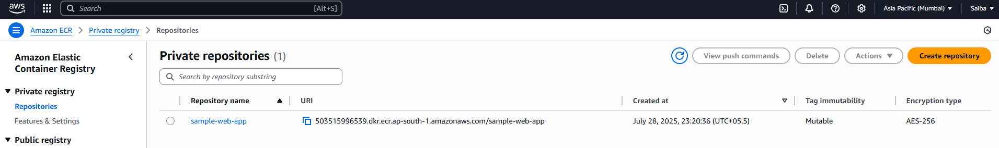 aws Search [Alt+S] Asia Pacific (Mumbai) Saiba
Amazon ECR Private registry Repositories
Amazon Elastic
Container Registry
Private registry
Repositories
Features & Settings
Public registry
Private repositories (1) View push commands Delete Actions Create repository
Search by repository substring
Repository name URI Created at Tag immutability Encryption type
sample-web-app 503515996539.dkr.ecr.ap-south-1.amazonaws.com/sample-web-app July 28, 2025, 23:20:36 (UTC+05.5) Mutable AES-256